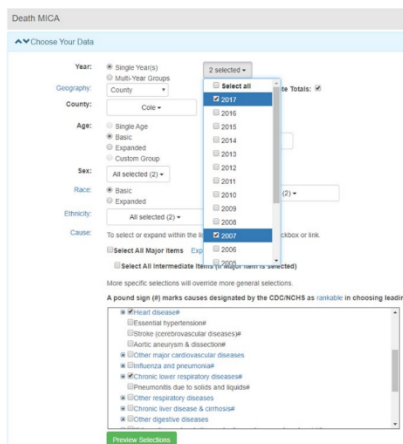 Death MICA
Choose Your Data
Year: Single Year(s) 2 selected
Multi-Year Groups
Select all
Geography: County te Totals:
2017
County: Cole
2016
Age: Single Age 2015
Basic 2014
Expanded 2013
Custom Group 2012
Sex: All selected (2) 2011
2010
Race: Basic (2)
2009
Expanded
2008
Ethnicity: All selected (2)
2007
2006
Cause: To select or expand within the li ckbox or link.
Select All Major Items Exp
2005
Select All Intermediate Items (if Major Item is selected)
More specific selections will override more general selections.
A pound sign (#) marks causes designated by the CDC/NCHS as rankable in choosing leadin
Heart disease#
Essential hypertension#
Stroke (cerebrovascular diseases)#
Aortic aneurysm & dissection#
Other major cardiovascular diseases
Influenza and pneumonia#
Chronic lower respiratory diseases#
Pneumonitis due to solids and liquids#
Other respiratory diseases
Chronic liver disease & cirrhosis#
Other digestive diseases
Preview Selections